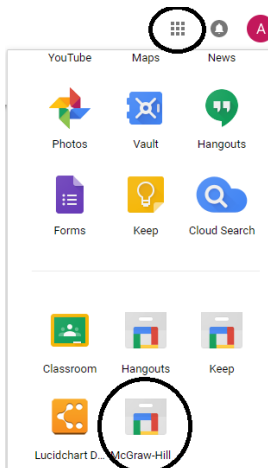 A
YouTube Maps News
Photos Vault Hangouts
Forms Keep Cloud Search
Classroom Hangouts Keep
Lucidchart D... McGraw-Hill